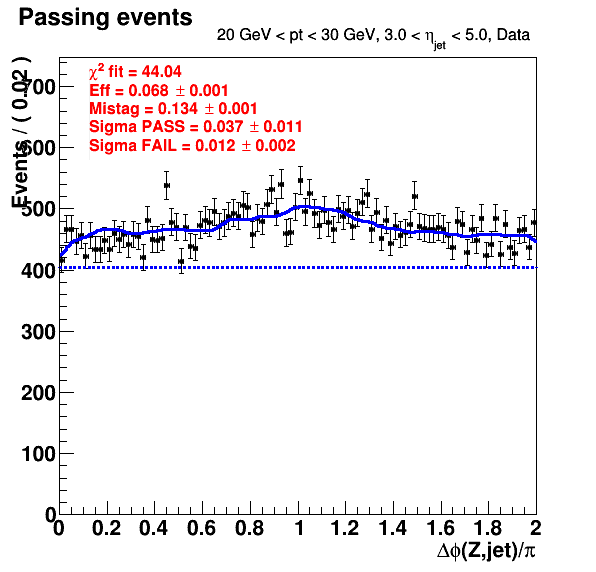 Passing events
20 GeV < pt < 30 GeV, 3.0 < η_jet < 5.0, Data
χ² fit = 44.04
Eff = 0.068 ± 0.001
Mistag = 0.134 ± 0.001
Sigma PASS = 0.037 ± 0.011
Sigma FAIL = 0.012 ± 0.002
Events / ( 0.02 )
700
600
500
400
300
200
100
0
0 0.2 0.4 0.6 0.8 1 1.2 1.4 1.6 1.8 2
Δϕ(Z,jet)/π